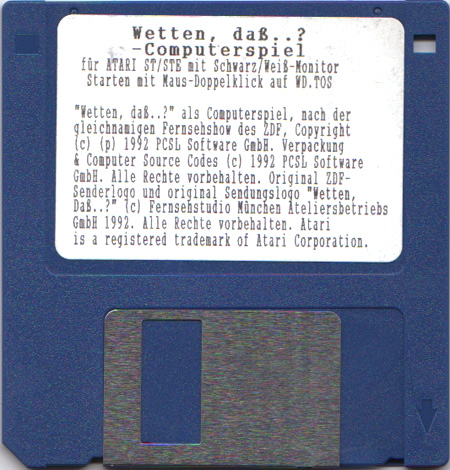 Wetten, daß..?
-Computerspiel
für ATARI ST/STE mit Schwarz/Weiß-Monitor
Starten mit Maus-Doppelklick auf WD.TOS
"Wetten, daß..?" als Computerspiel, nach der
gleichnamigen Fernsehshow des ZDF, Copyright
(c) (p) 1992 PCSL Software GmbH. Verpackung
& Computer Source Codes (c) 1992 PCSL Software
GmbH. Alle Rechte vorbehalten. Original ZDF-
Senderlogo und original Sendungslogo "Wetten,
Daß..?" (c) Fernsehstudio München Ateliersbetriebs
GmbH 1992. Alle Rechte vorbehalten. Atari
is a registered trademark of Atari Corporation.